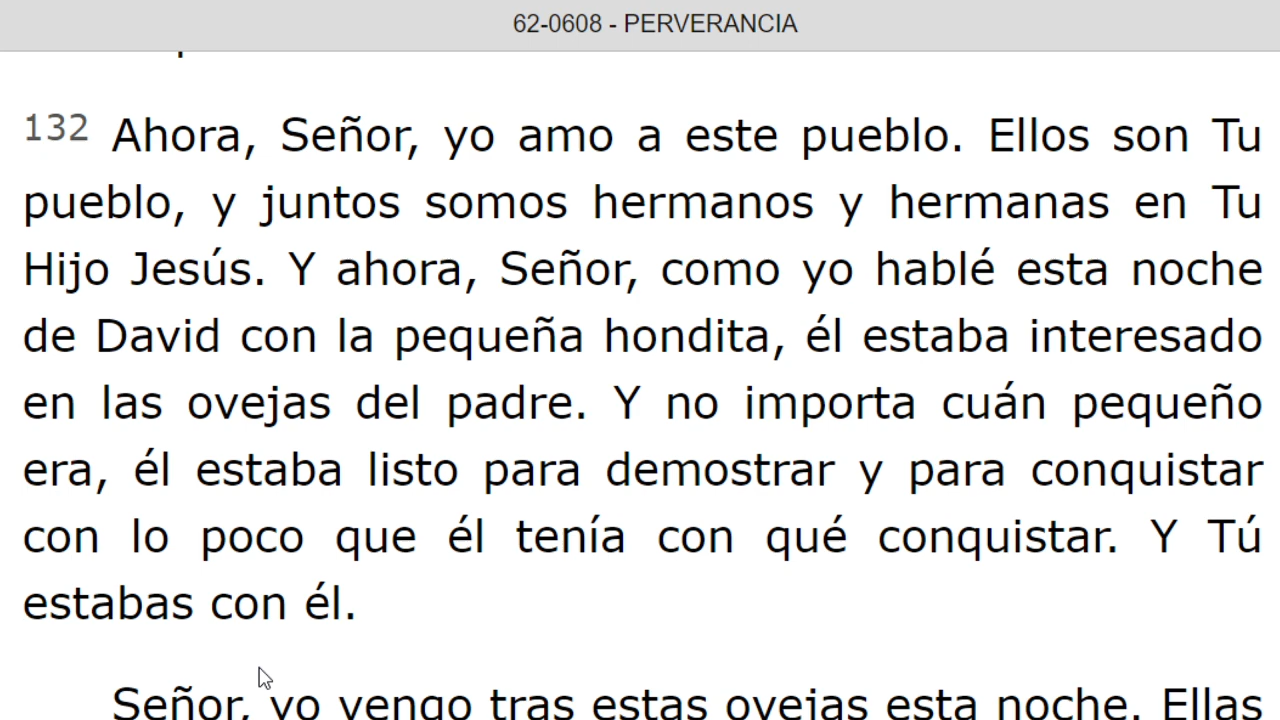 62-0608 - PERVERANCIA
132 Ahora, Señor, yo amo a este pueblo. Ellos son Tu
pueblo, y juntos somos hermanos y hermanas en Tu
Hijo Jesús. Y ahora, Señor, como yo hablé esta noche
de David con la pequeña hondita, él estaba interesado
en las ovejas del padre. Y no importa cuán pequeño
era, él estaba listo para demostrar y para conquistar
con lo poco que él tenía con qué conquistar. Y Tú
estabas con él.
Señor, yo vengo tras estas ovejas esta noche. Ellas